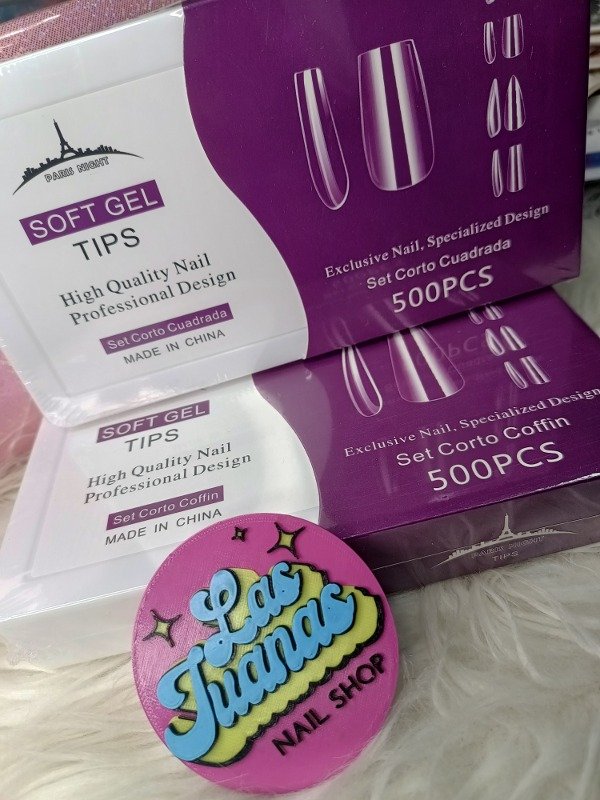 PARIS NIGHT
SOFT GEL
TIPS
High Quality Nail
Professional Design
Set Corto Cuadrada
MADE IN CHINA
Exclusive Nail, Specialized Design
Set Corto Cuadrada
500PCS
SOFT GEL
TIPS
High Quality Nail
Professional Design
Set Corto Coffin
MADE IN CHINA
Exclusive Nail, Specialized Design
Set Corto Coffin
500PCS
PARIS NIGHT
TIPS
Las
Juanas
NAIL SHOP